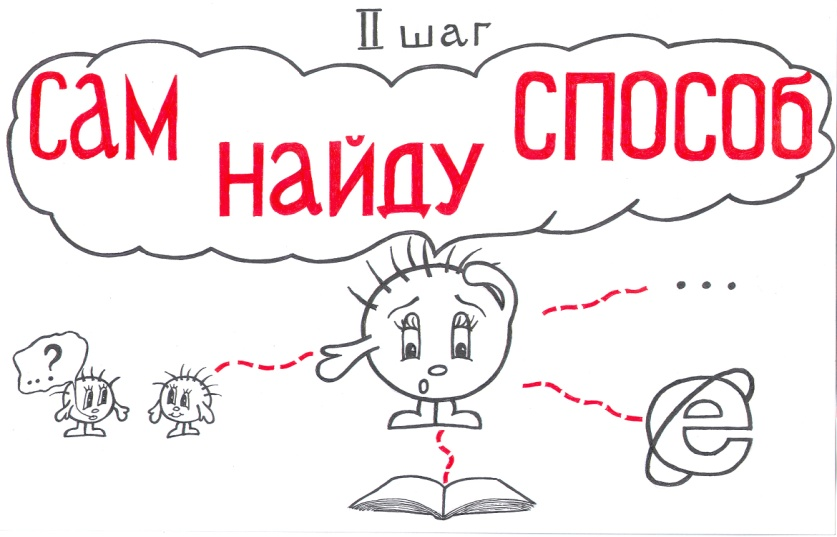 II шаг
сам
найду
способ
? ...
...
e